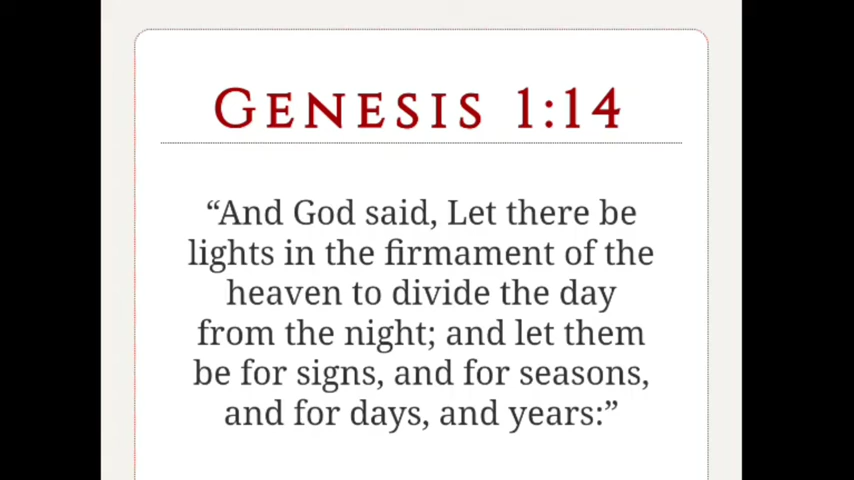 Genesis 1:14
“And God said, Let there be
lights in the firmament of the
heaven to divide the day
from the night; and let them
be for signs, and for seasons,
and for days, and years:”